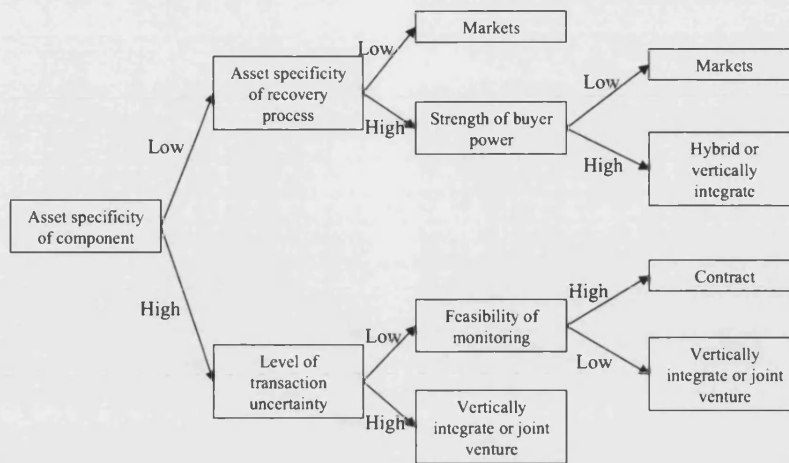 Markets
Low
Asset specificity
of recovery
process
Low
Markets
High
Strength of buyer
power
Low
High
Hybrid or
vertically
integrate
Asset specificity
of component
High
Level of
transaction
uncertainty
Low
Feasibility of
monitoring
High
Contract
Low
Vertically
integrate or joint
venture
High
Vertically
integrate or joint
venture